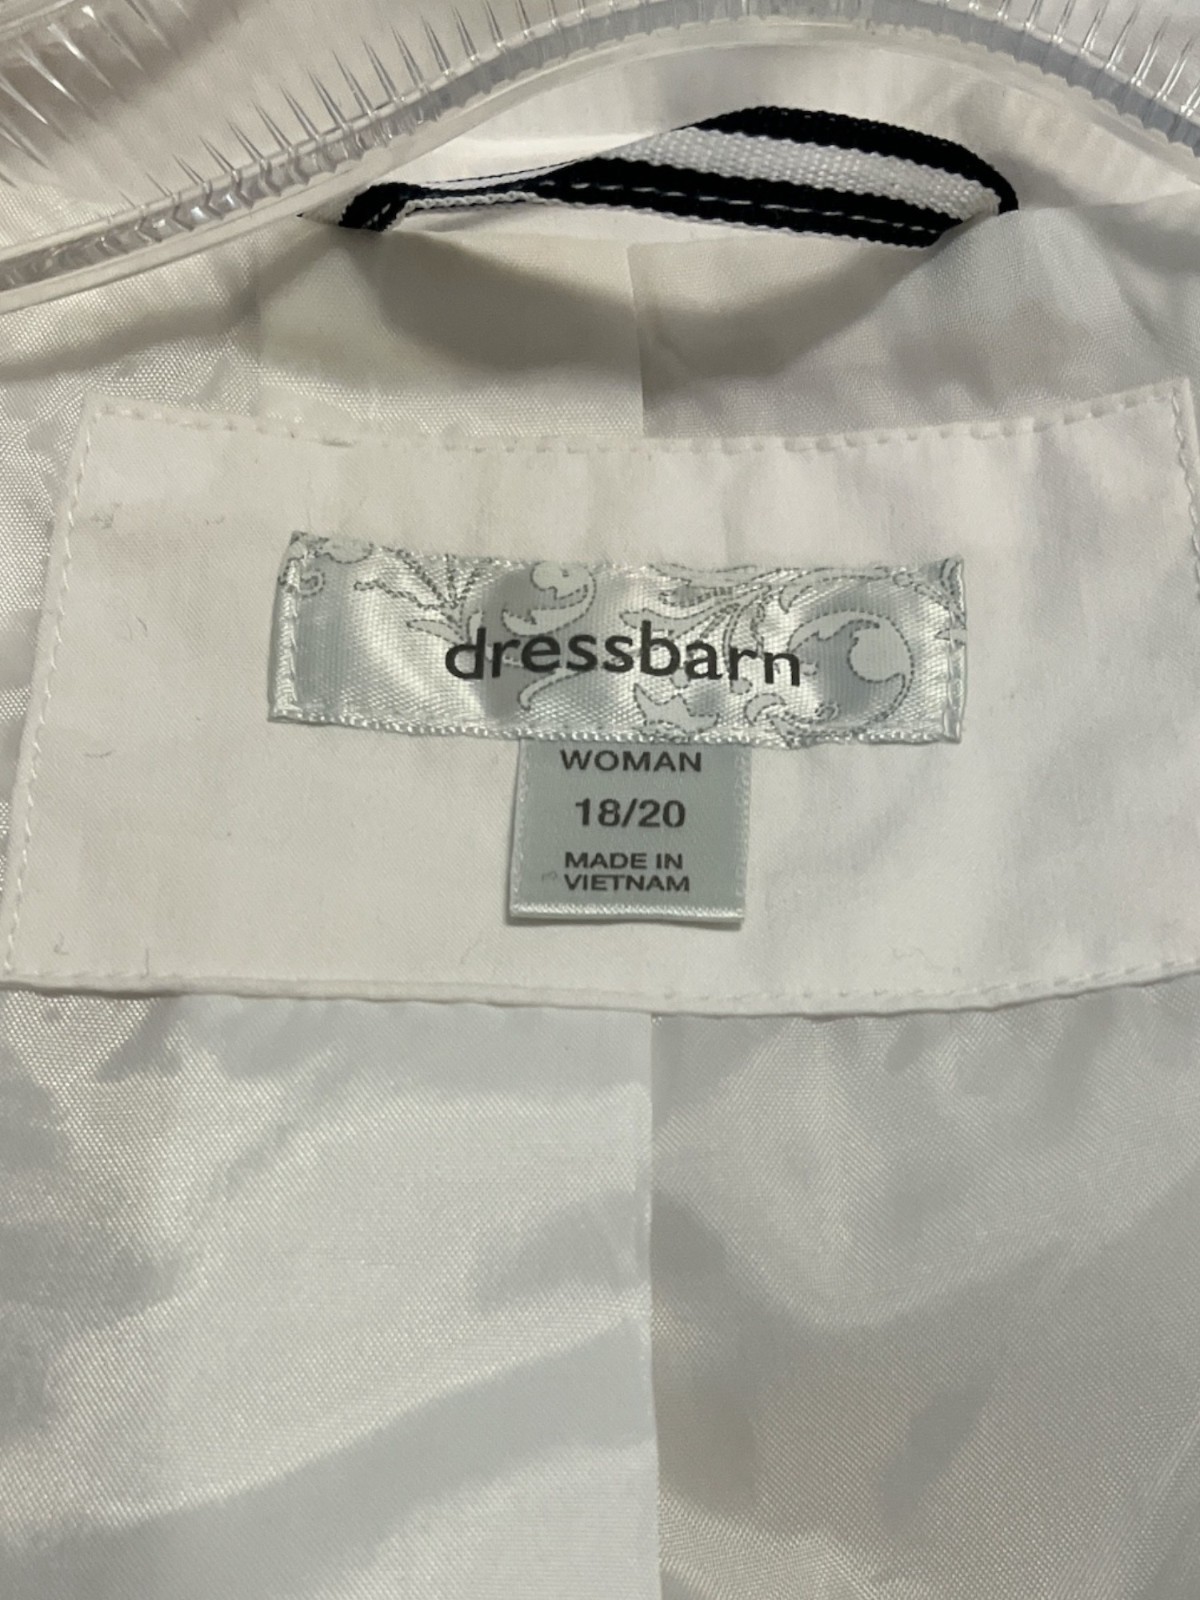 dressbarn
WOMAN
18/20
MADE IN
VIETNAM